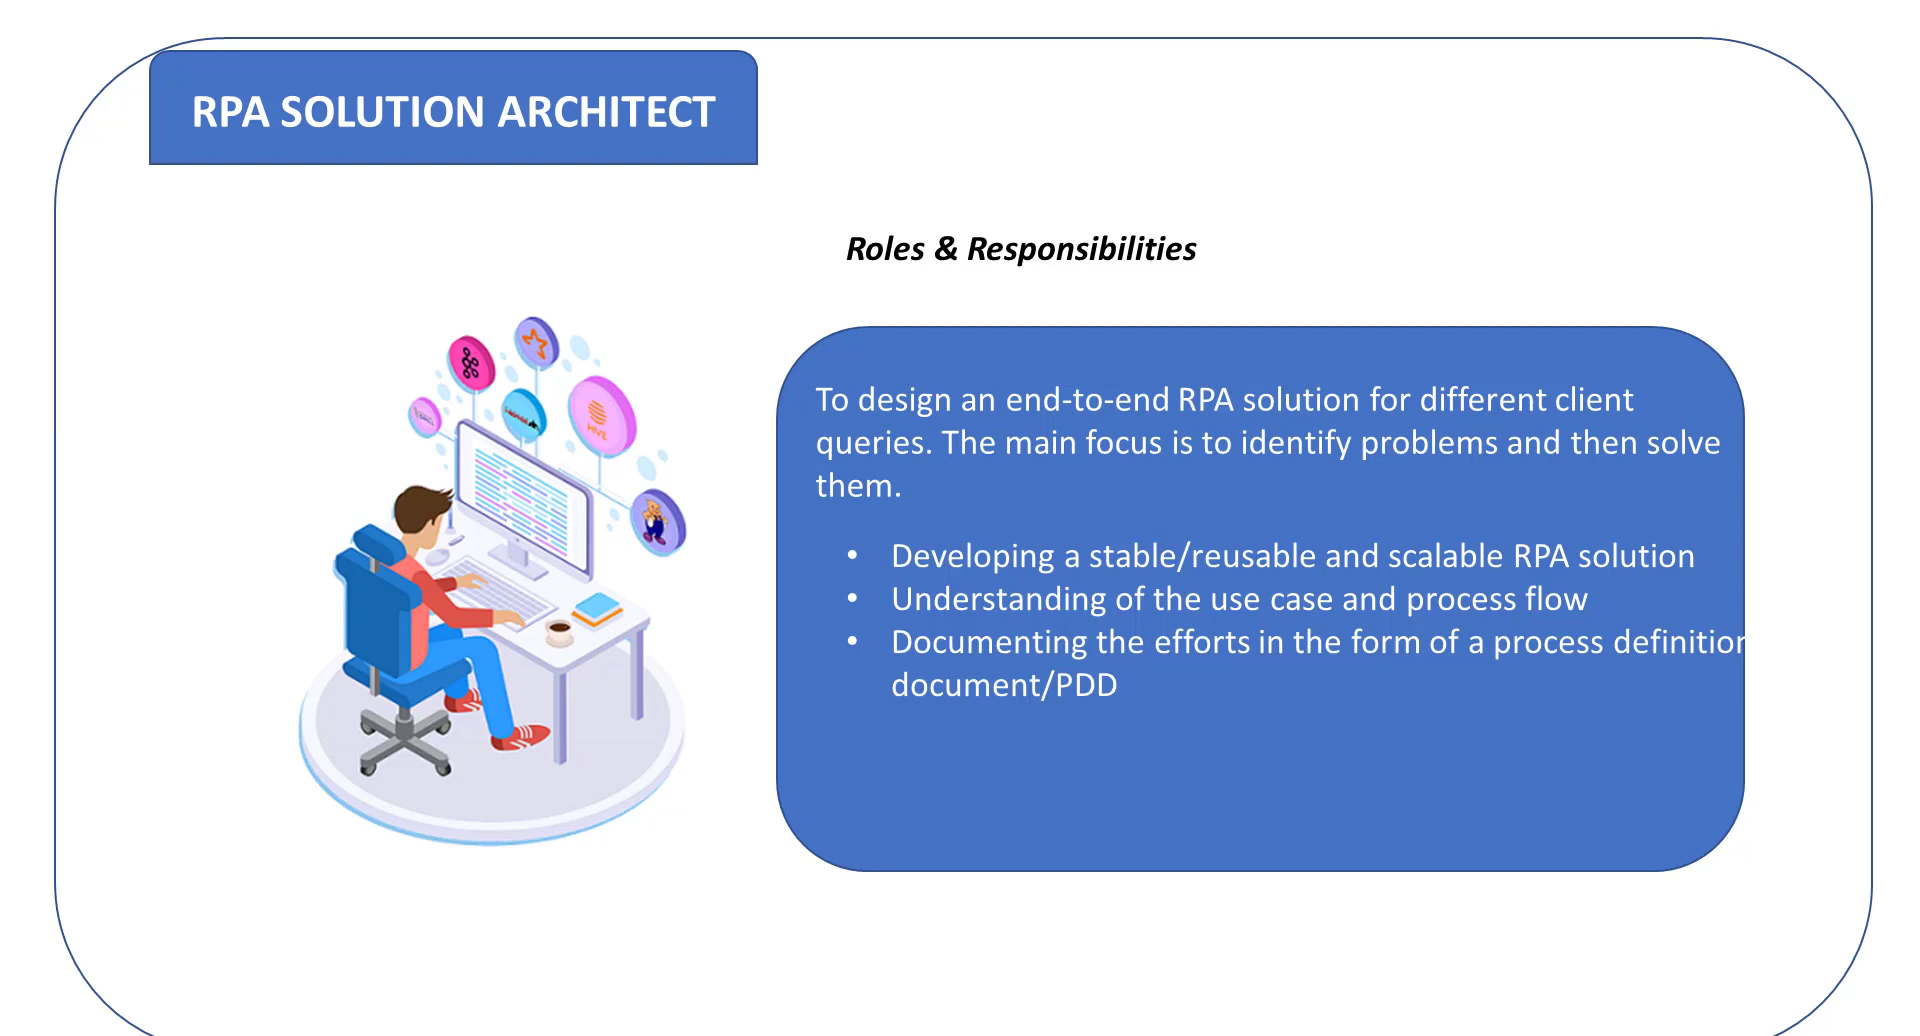 RPA SOLUTION ARCHITECT
Roles & Responsibilities
To design an end-to-end RPA solution for different client
queries. The main focus is to identify problems and then solve
them.
• Developing a stable/reusable and scalable RPA solution
• Understanding of the use case and process flow
• Documenting the efforts in the form of a process definition
document/PDD
HIVE